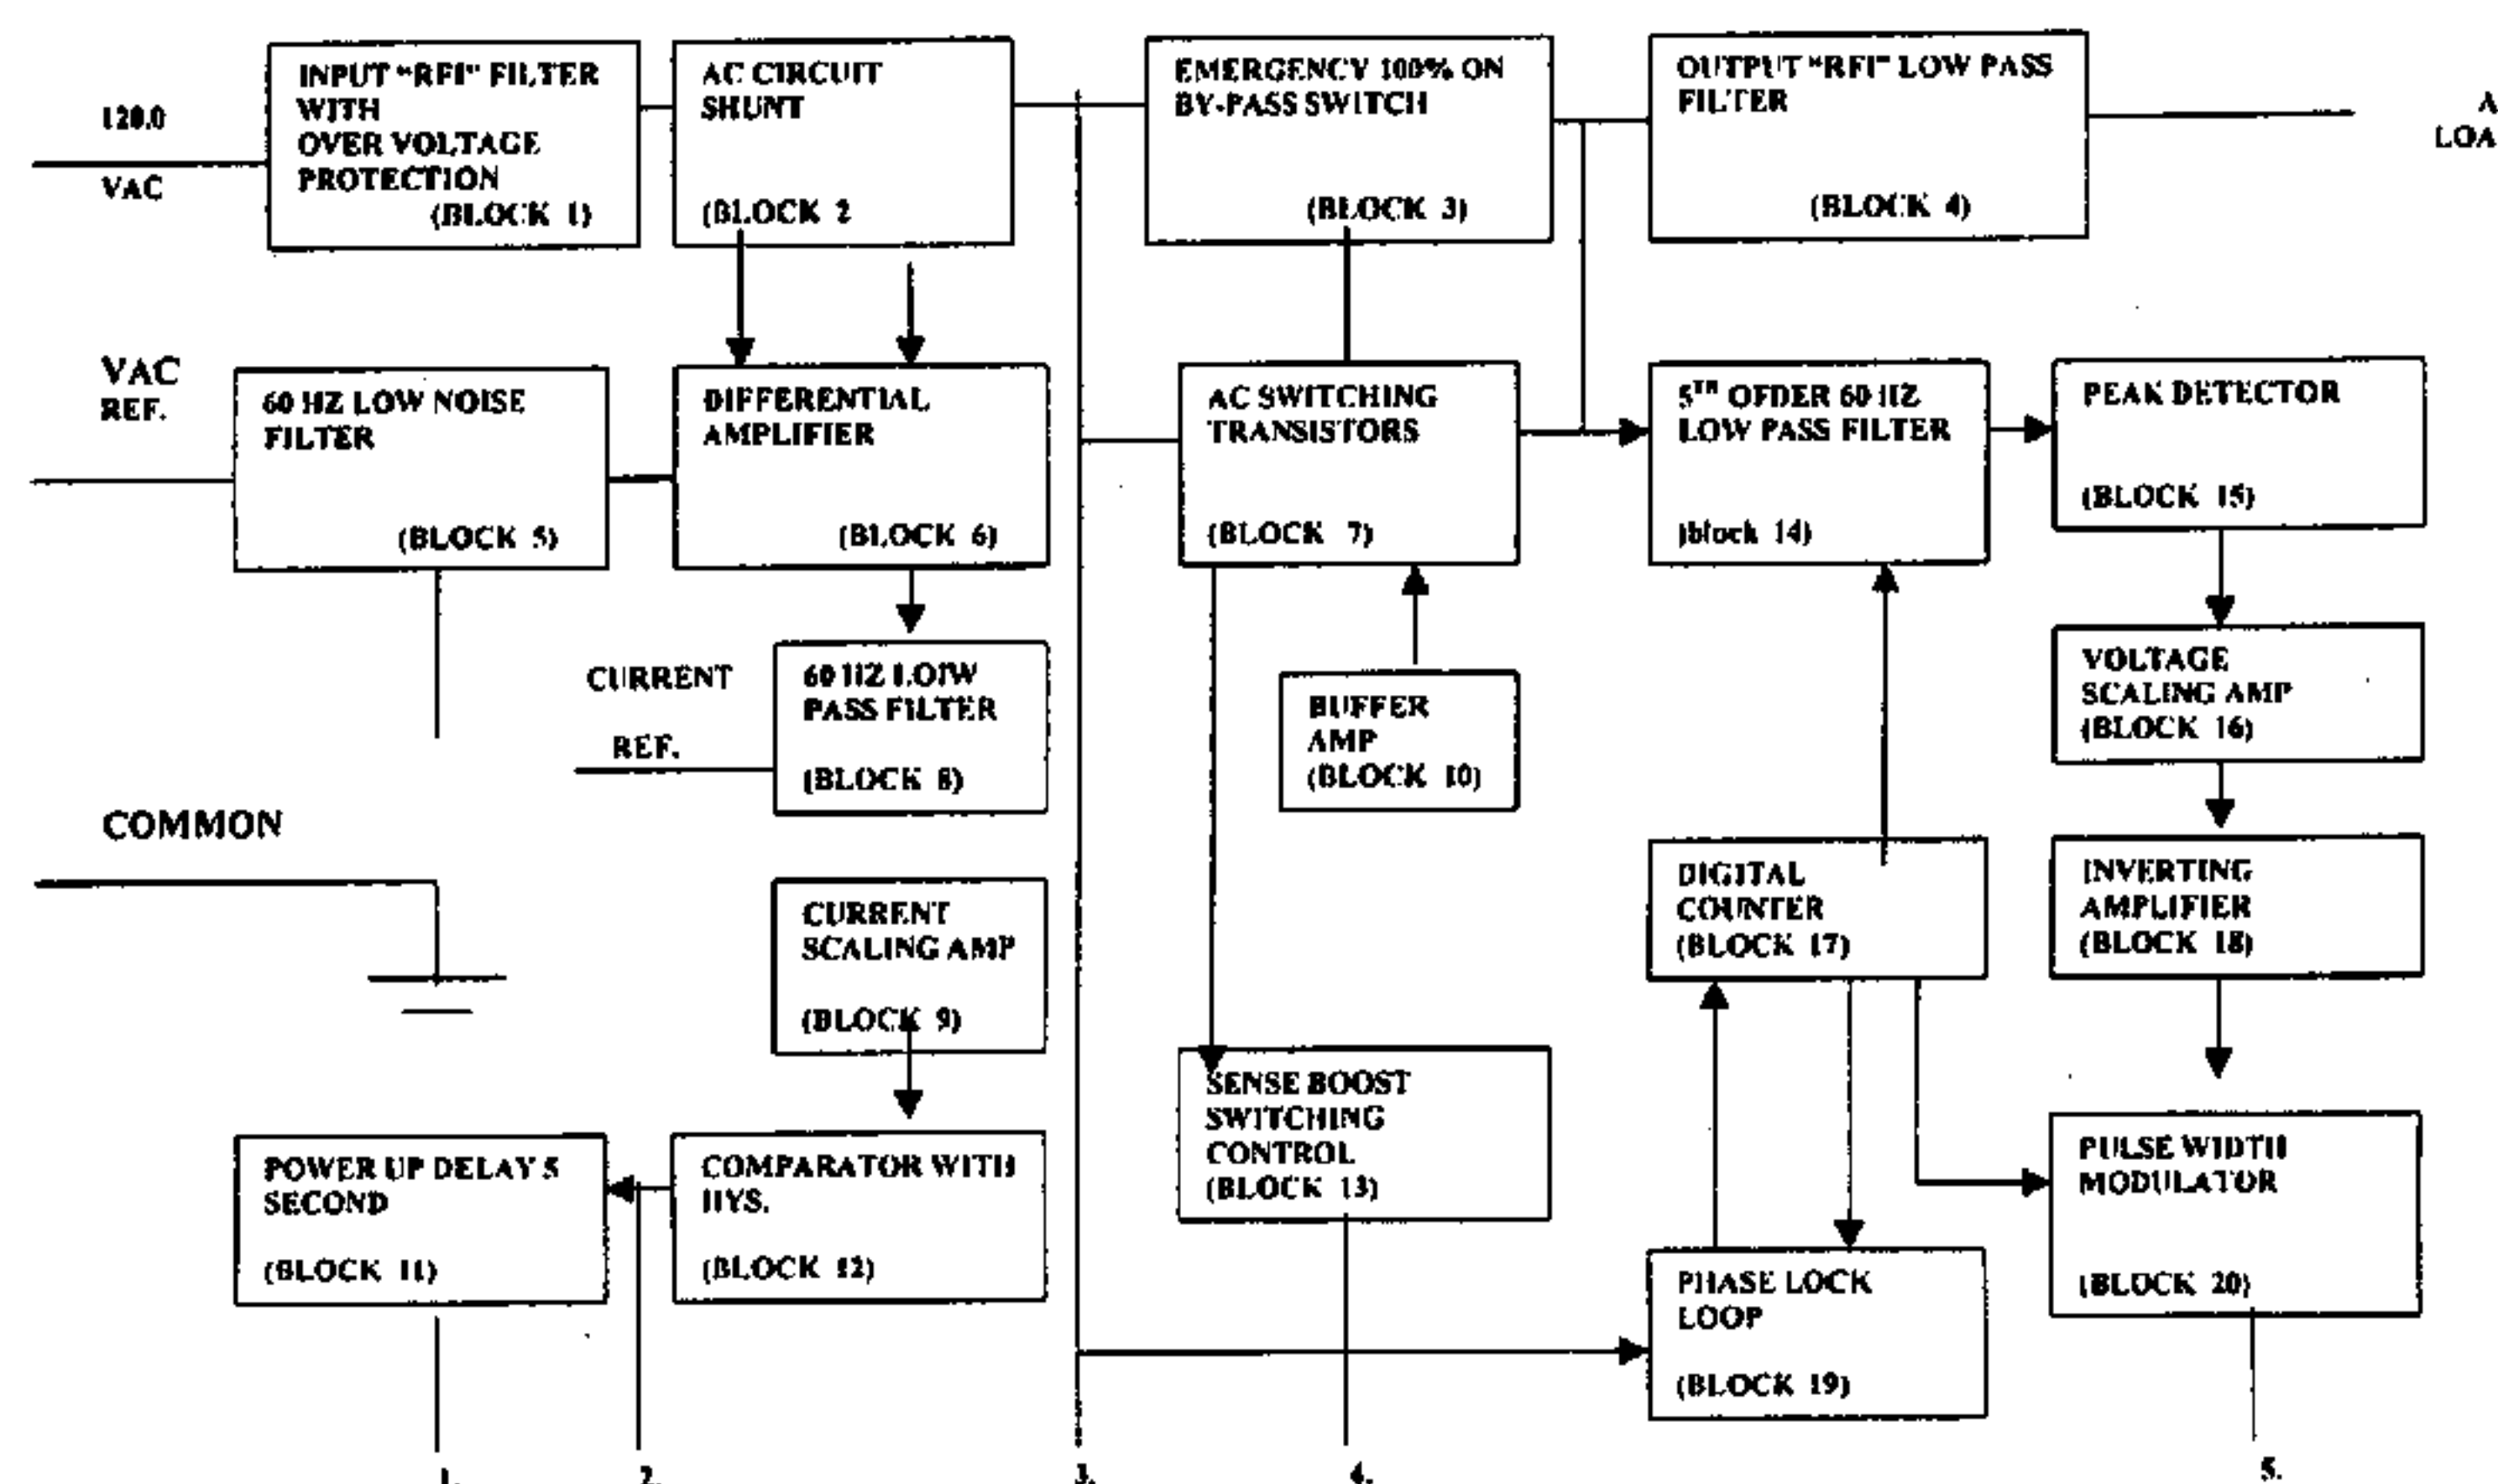 120.0
VAC
INPUT "RFI" FILTER
WITH
OVER VOLTAGE
PROTECTION
(BLOCK 1)
AC CIRCUIT
SHUNT
(BLOCK 2
EMERGENCY 100% ON
BY-PASS SWITCH
(BLOCK 3)
OUTPUT "RFI" LOW PASS
FILTER
(BLOCK 4)
A
LOA
VAC
REF.
60 HZ LOW NOISE
FILTER
(BLOCK 5)
DIFFERENTIAL
AMPLIFIER
(BLOCK 6)
AC SWITCHING
TRANSISTORS
(BLOCK 7)
5TH OFDER 60 HZ
LOW PASS FILTER
)block 14)
PEAK DETECTOR
(BLOCK 15)
CURRENT
REF.
60 HZ LOIW
PASS FILTER
(BLOCK 8)
BUFFER
AMP
(BLOCK 10)
VOLTAGE
SCALING AMP
(BLOCK 16)
COMMON
CURRENT
SCALING AMP
(BLOCK 9)
DIGITAL
COUNTER
(BLOCK 17)
INVERTING
AMPLIFIER
(BLOCK 18)
POWER UP DELAY 5
SECOND
(BLOCK 11)
COMPARATOR WITH
HYS.
(BLOCK 12)
SENSE BOOST
SWITCHING
CONTROL
(BLOCK 13)
PHASE LOCK
LOOP
(BLOCK 19)
PULSE WIDTH
MODULATOR
(BLOCK 20)
1.
2.
3.
4.
5.